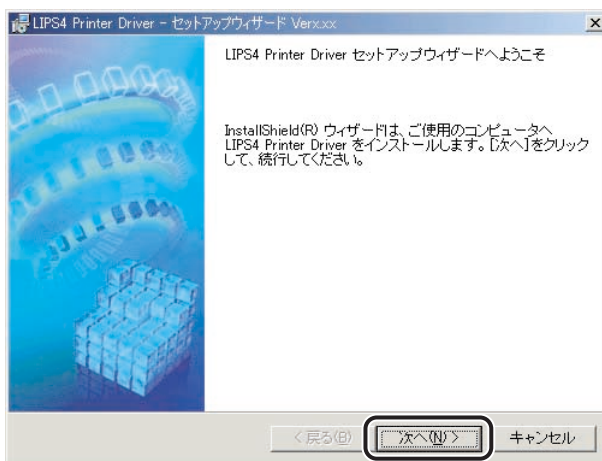 LIPS4 Printer Driver - セットアップウィザード Verx.xx
LIPS4 Printer Driver セットアップウィザードへようこそ
InstallShield(R) ウィザードは、ご使用のコンピュータへ
LIPS4 Printer Driver をインストールします。[次へ]をクリック
して、続行してください。
< 戻る(B)
次へ(N) >
キャンセル